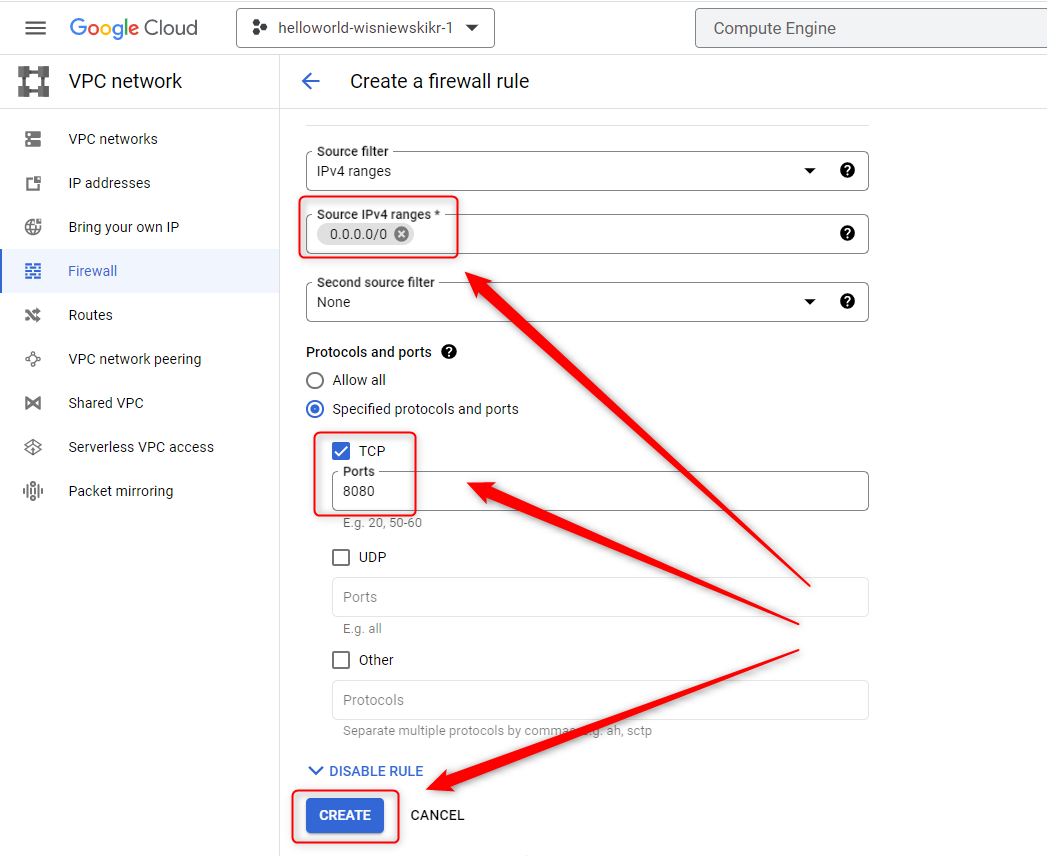 Google Cloud
helloworld-wisniewskikr-1
Compute Engine
VPC network
Create a firewall rule
VPC networks
IP addresses
Bring your own IP
Firewall
Routes
VPC network peering
Shared VPC
Serverless VPC access
Packet mirroring
Source filter
IPv4 ranges
Source IPv4 ranges *
0.0.0.0/0
Second source filter
None
Protocols and ports
Allow all
Specified protocols and ports
TCP
Ports
8080
E.g. 20, 50-60
UDP
Ports
E.g. all
Other
Protocols
Separate multiple protocols by commas e.g. ah, sctp
DISABLE RULE
CREATE
CANCEL